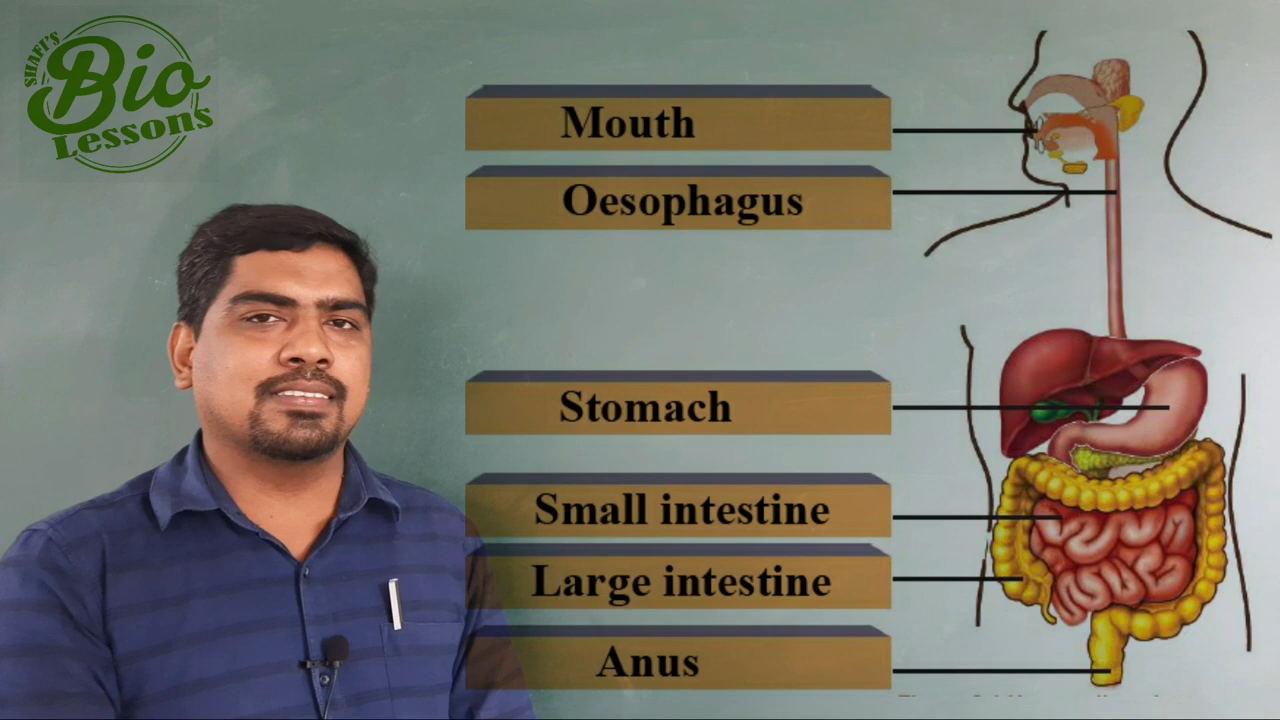 SHAFI'S
Bio
Lessons
Mouth
Oesophagus
Stomach
Small intestine
Large intestine
Anus